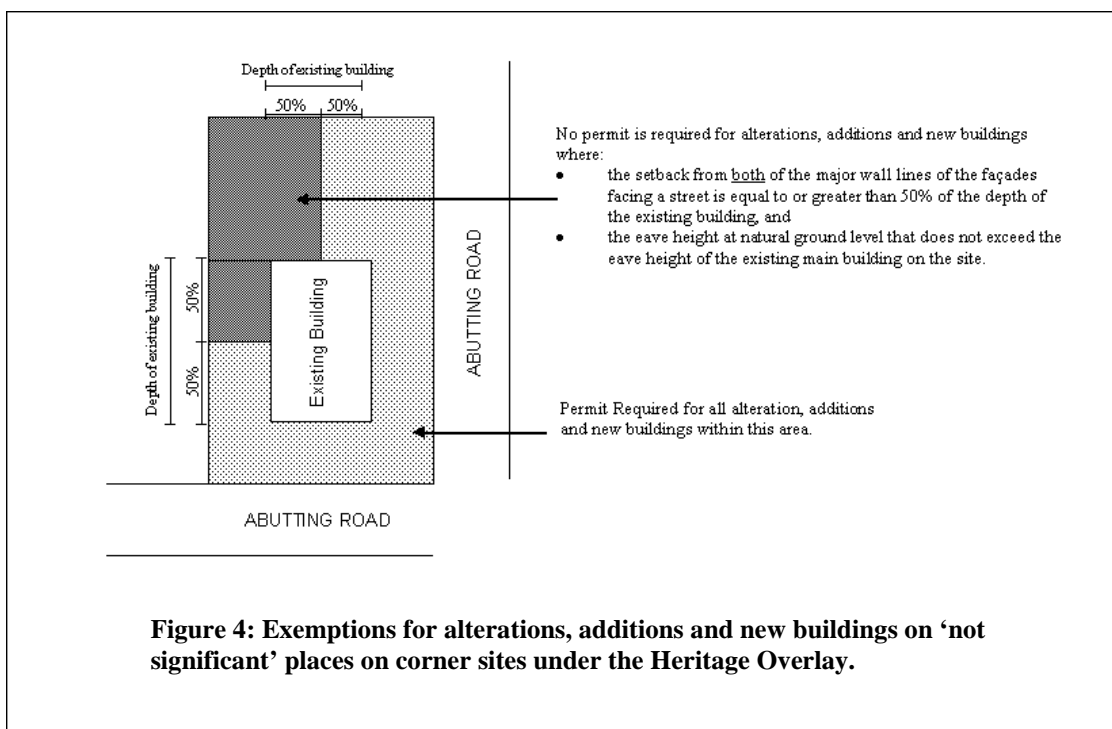 Depth of existing building
50% 50%
No permit is required for alterations, additions and new buildings
where:
• the setback from both of the major wall lines of the façades
facing a street is equal to or greater than 50% of the depth of
the existing building, and
• the eave height at natural ground level that does not exceed the
eave height of the existing main building on the site.
Depth of existing building
50%
50%
Existing Building
ABUTTING ROAD
Permit Required for all alteration, additions
and new buildings within this area.
ABUTTING ROAD
Figure 4: Exemptions for alterations, additions and new buildings on ‘not
significant’ places on corner sites under the Heritage Overlay.